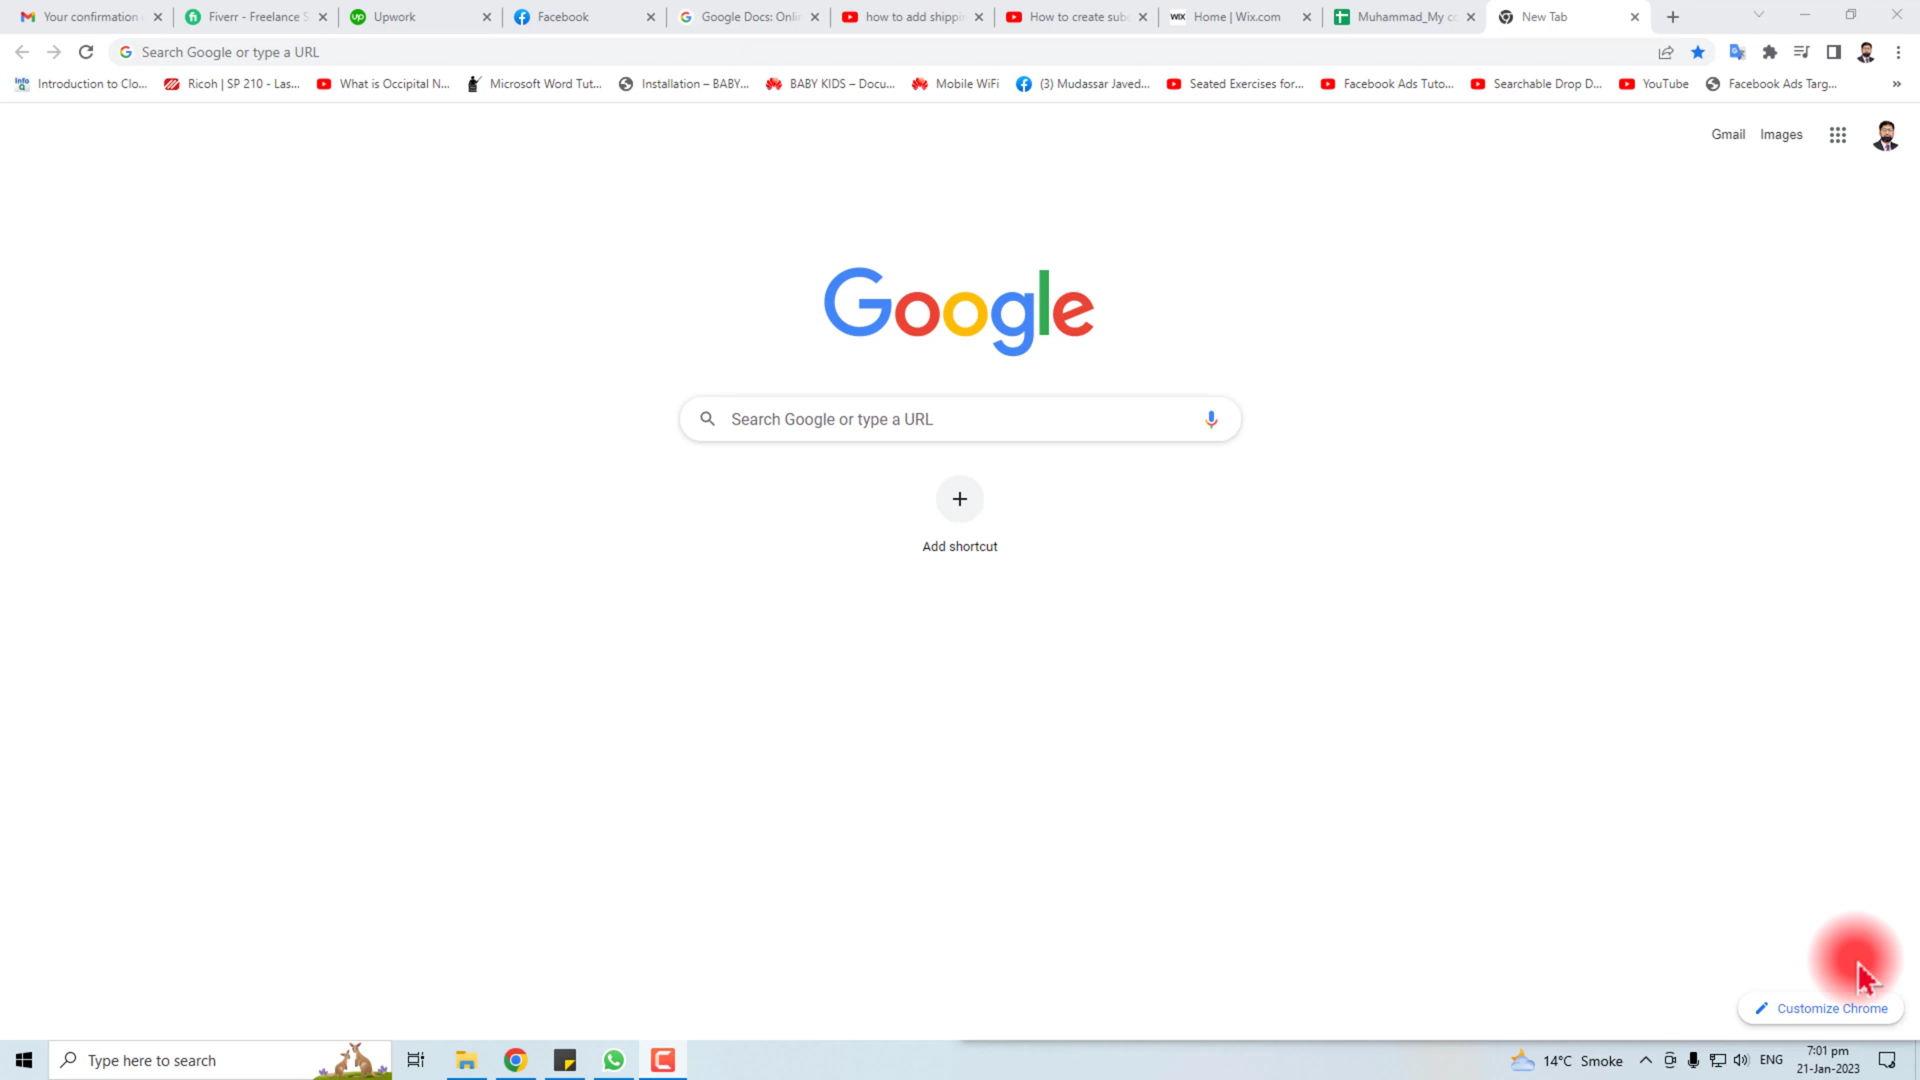 Your confirmation
Fiverr - Freelance S
Upwork
Facebook
Google Docs: Onli
how to add shippin
How to create sub
WIX Home | Wix.com
Muhammad_My c
New Tab
Search Google or type a URL
Info Q Introduction to Clo...
Ricoh | SP 210 - Las...
What is Occipital N...
Microsoft Word Tut...
Installation – BABY...
BABY KIDS – Docu...
Mobile WiFi
(3) Mudassar Javed...
Seated Exercises for...
Facebook Ads Tuto...
Searchable Drop D...
YouTube
Facebook Ads Targ...
»
Gmail Images
Google
Search Google or type a URL
Add shortcut
Customize Chrome
Type here to search
14°C Smoke
ENG
7:01 pm
21-Jan-2023